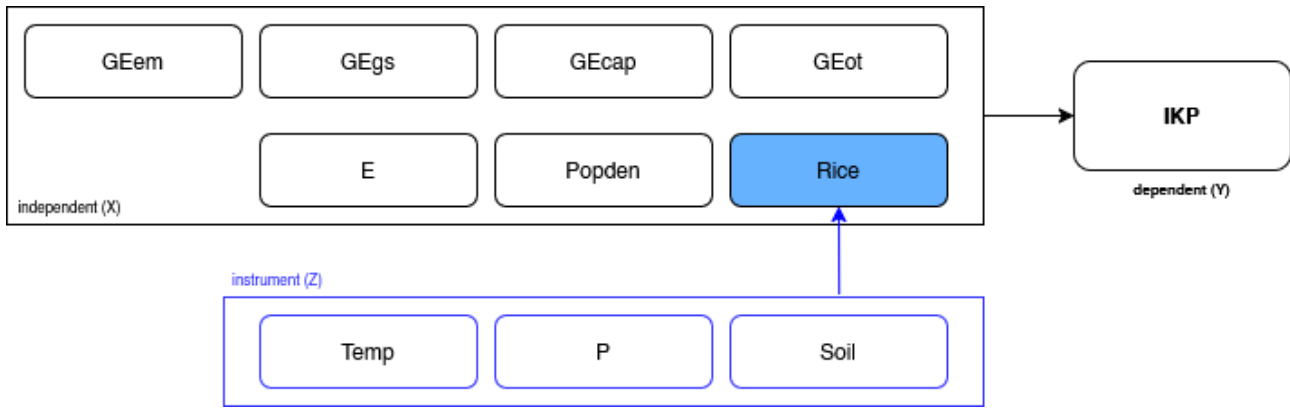 GEem
GEgs
GEcap
GEot
IKP
E
Popden
Rice
dependent (Y)
independent (X)
instrument (Z)
Temp
P
Soil